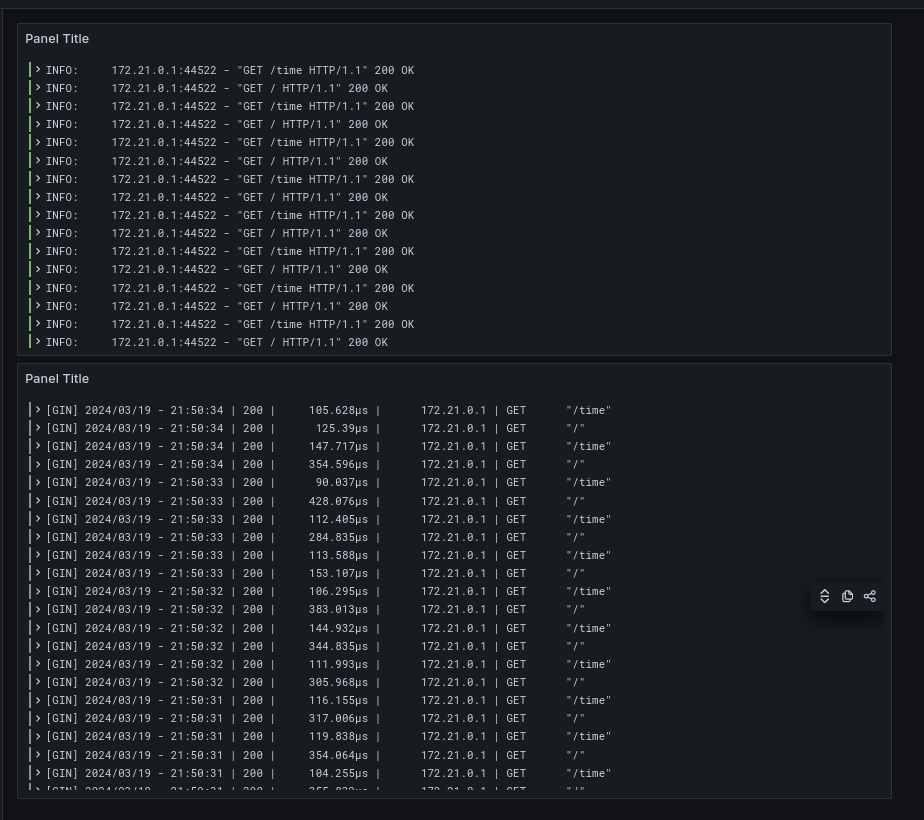 Panel Title
INFO:     172.21.0.1:44522 - "GET /time HTTP/1.1" 200 OK
INFO:     172.21.0.1:44522 - "GET / HTTP/1.1" 200 OK
INFO:     172.21.0.1:44522 - "GET /time HTTP/1.1" 200 OK
INFO:     172.21.0.1:44522 - "GET / HTTP/1.1" 200 OK
INFO:     172.21.0.1:44522 - "GET /time HTTP/1.1" 200 OK
INFO:     172.21.0.1:44522 - "GET / HTTP/1.1" 200 OK
INFO:     172.21.0.1:44522 - "GET /time HTTP/1.1" 200 OK
INFO:     172.21.0.1:44522 - "GET / HTTP/1.1" 200 OK
INFO:     172.21.0.1:44522 - "GET /time HTTP/1.1" 200 OK
INFO:     172.21.0.1:44522 - "GET / HTTP/1.1" 200 OK
INFO:     172.21.0.1:44522 - "GET /time HTTP/1.1" 200 OK
INFO:     172.21.0.1:44522 - "GET / HTTP/1.1" 200 OK
INFO:     172.21.0.1:44522 - "GET /time HTTP/1.1" 200 OK
INFO:     172.21.0.1:44522 - "GET / HTTP/1.1" 200 OK
INFO:     172.21.0.1:44522 - "GET /time HTTP/1.1" 200 OK
INFO:     172.21.0.1:44522 - "GET / HTTP/1.1" 200 OK
Panel Title
[GIN] 2024/03/19 - 21:50:34 | 200 |     105.628µs |      172.21.0.1 | GET      "/time"
[GIN] 2024/03/19 - 21:50:34 | 200 |      125.39µs |      172.21.0.1 | GET      "/"
[GIN] 2024/03/19 - 21:50:34 | 200 |     147.717µs |      172.21.0.1 | GET      "/time"
[GIN] 2024/03/19 - 21:50:34 | 200 |     354.596µs |      172.21.0.1 | GET      "/"
[GIN] 2024/03/19 - 21:50:33 | 200 |      90.037µs |      172.21.0.1 | GET      "/time"
[GIN] 2024/03/19 - 21:50:33 | 200 |     428.076µs |      172.21.0.1 | GET      "/"
[GIN] 2024/03/19 - 21:50:33 | 200 |     112.405µs |      172.21.0.1 | GET      "/time"
[GIN] 2024/03/19 - 21:50:33 | 200 |     284.835µs |      172.21.0.1 | GET      "/"
[GIN] 2024/03/19 - 21:50:33 | 200 |     113.588µs |      172.21.0.1 | GET      "/time"
[GIN] 2024/03/19 - 21:50:33 | 200 |     153.107µs |      172.21.0.1 | GET      "/"
[GIN] 2024/03/19 - 21:50:32 | 200 |     106.295µs |      172.21.0.1 | GET      "/time"
[GIN] 2024/03/19 - 21:50:32 | 200 |     383.013µs |      172.21.0.1 | GET      "/"
[GIN] 2024/03/19 - 21:50:32 | 200 |     144.932µs |      172.21.0.1 | GET      "/time"
[GIN] 2024/03/19 - 21:50:32 | 200 |     344.835µs |      172.21.0.1 | GET      "/"
[GIN] 2024/03/19 - 21:50:32 | 200 |     111.993µs |      172.21.0.1 | GET      "/time"
[GIN] 2024/03/19 - 21:50:32 | 200 |     305.968µs |      172.21.0.1 | GET      "/"
[GIN] 2024/03/19 - 21:50:31 | 200 |     116.155µs |      172.21.0.1 | GET      "/time"
[GIN] 2024/03/19 - 21:50:31 | 200 |     317.006µs |      172.21.0.1 | GET      "/"
[GIN] 2024/03/19 - 21:50:31 | 200 |     119.838µs |      172.21.0.1 | GET      "/time"
[GIN] 2024/03/19 - 21:50:31 | 200 |     354.064µs |      172.21.0.1 | GET      "/"
[GIN] 2024/03/19 - 21:50:31 | 200 |     104.255µs |      172.21.0.1 | GET      "/time"
[GIN] 2024/03/19 - 21:50:31 | 200 | 172.21.0.1 | GET      "/"